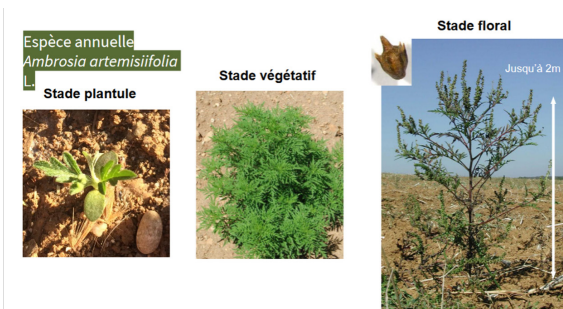 Espèce annuelle
Ambrosia artemisiifolia
L.
Stade plantule
Stade végétatif
Stade floral
Jusqu'à 2m